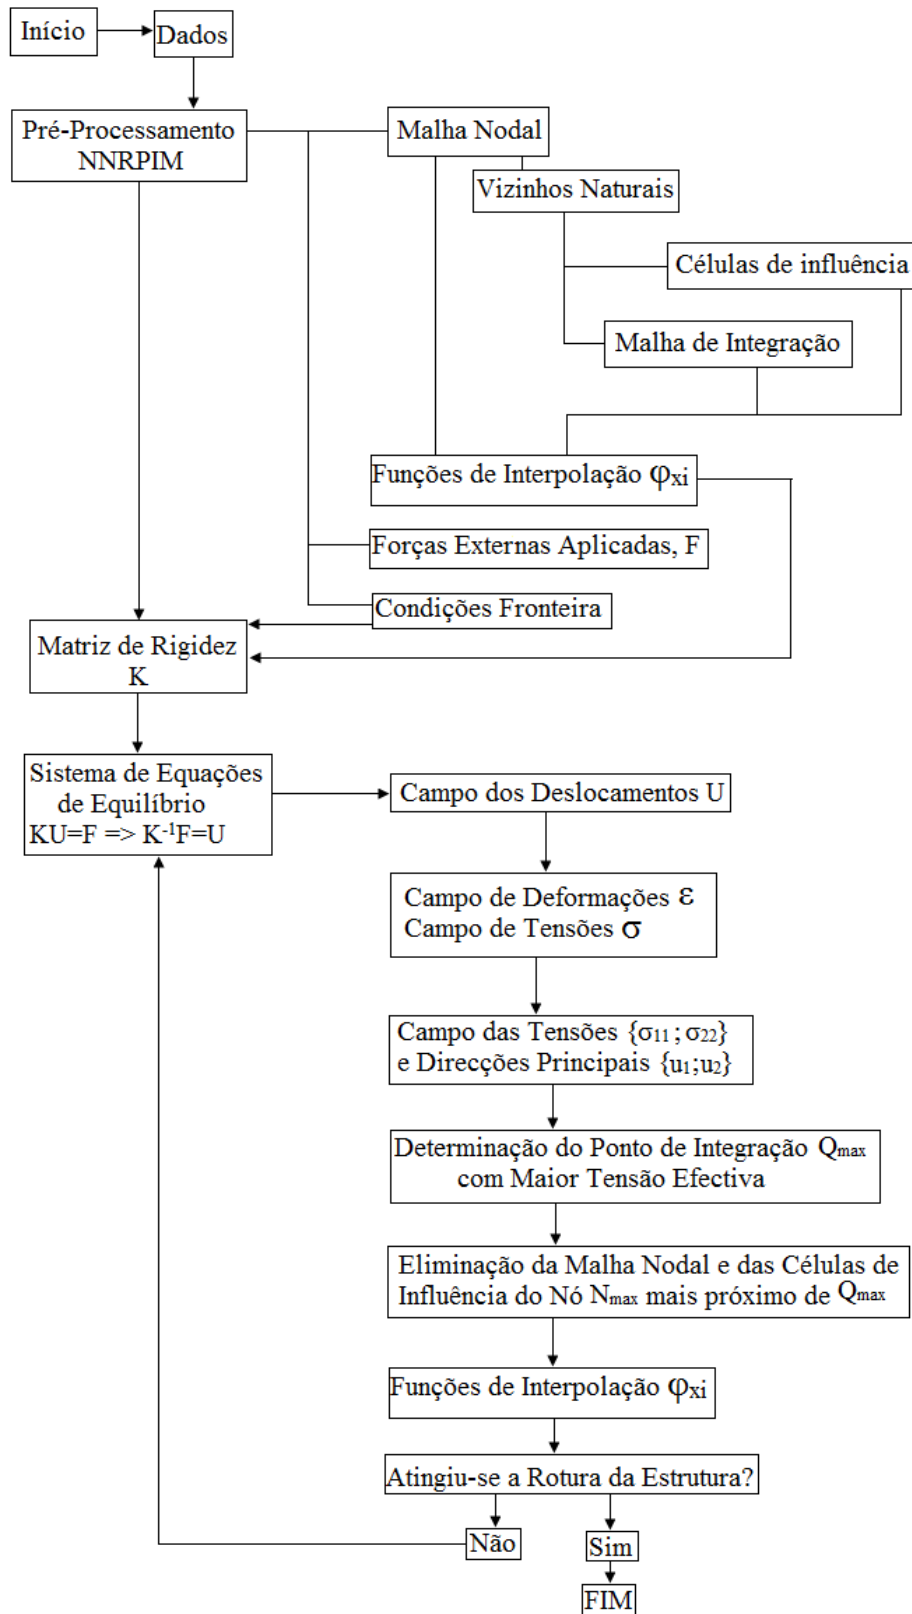 Início
Dados
Pré-Processamento
NNRPIM
Malha Nodal
Vizinhos Naturais
Células de influência
Malha de Integração
Funções de Interpolação φxi
Forças Externas Aplicadas, F
Condições Fronteira
Matriz de Rigidez
K
Sistema de Equações
de Equilíbrio
KU=F => K⁻¹F=U
Campo dos Deslocamentos U
Campo de Deformações ε
Campo de Tensões σ
Campo das Tensões {σ₁₁; σ₂₂}
e Direcções Principais {u₁;u₂}
Determinação do Ponto de Integração Qmax
com Maior Tensão Efectiva
Eliminação da Malha Nodal e das Células de
Influência do Nó Nmax mais próximo de Qmax
Funções de Interpolação φxi
Atingiu-se a Rotura da Estrutura?
Não
Sim
FIM